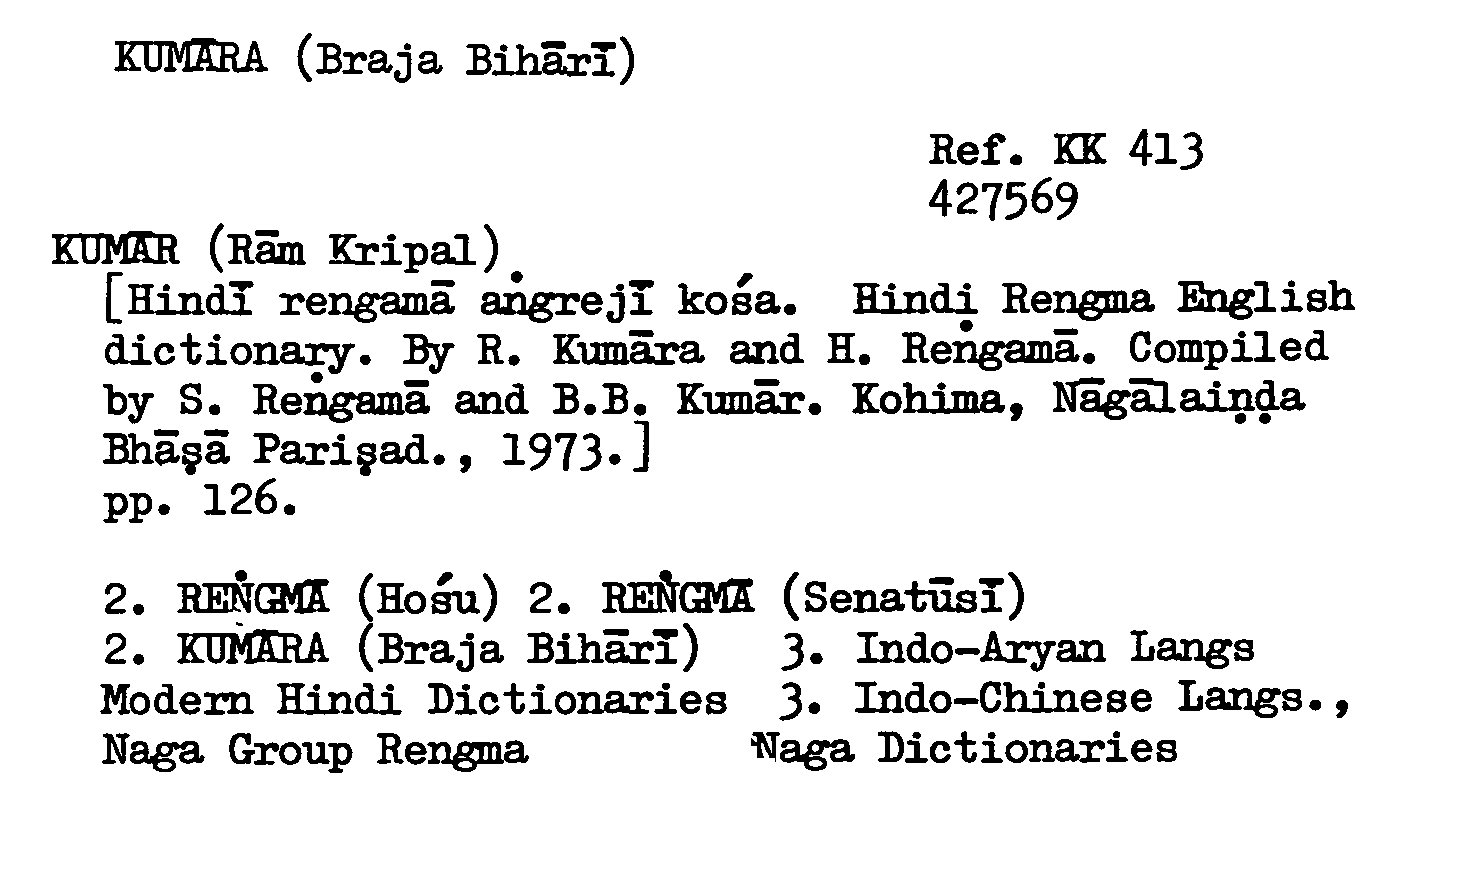 KUMĀRA (Braja Bihārī)
Ref. KK 413
427569
KUMĀR (Rām Kripal)
[Hindī rengamā aṅgrejī kośa. Hindi Rengma English
dictionary. By R. Kumāra and H. Reṅgamā. Compiled
by S. Reṅgamā and B.B. Kumār. Kohima, Nāgālaiṇḍa
Bhāṣā Pariṣad., 1973.]
pp. 126.
2. REṄGMĀ (Hośu) 2. REṄGMĀ (Senatūsī)
2. KUMĀRA (Braja Bihārī) 3. Indo-Aryan Langs
Modern Hindi Dictionaries 3. Indo-Chinese Langs.,
Naga Group Rengma Naga Dictionaries